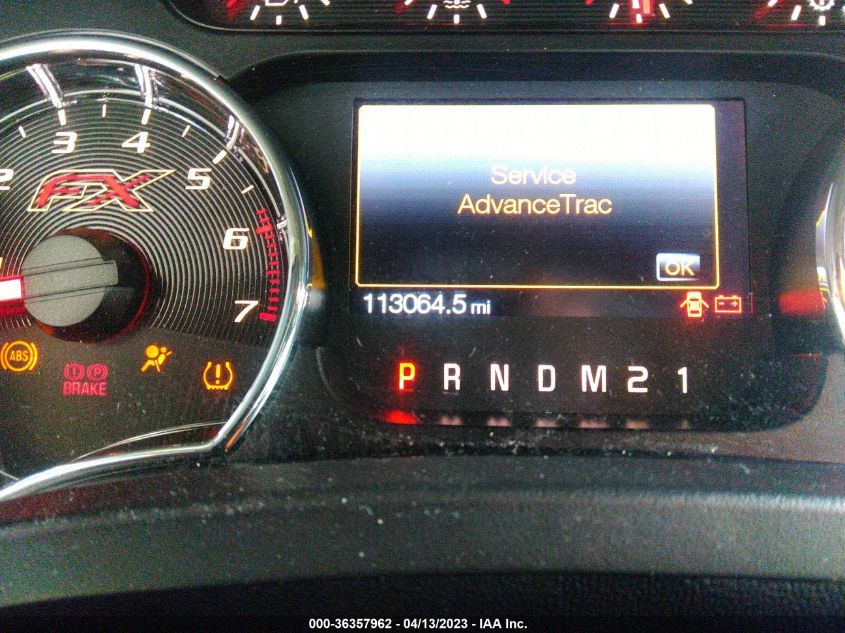 2 3 4 5 6 7
FX
Service
AdvanceTrac
OK
113064.5 mi
ABS
BRAKE
P
P R N D M 2 1
000-36357962 - 04/13/2023 - IAA Inc.